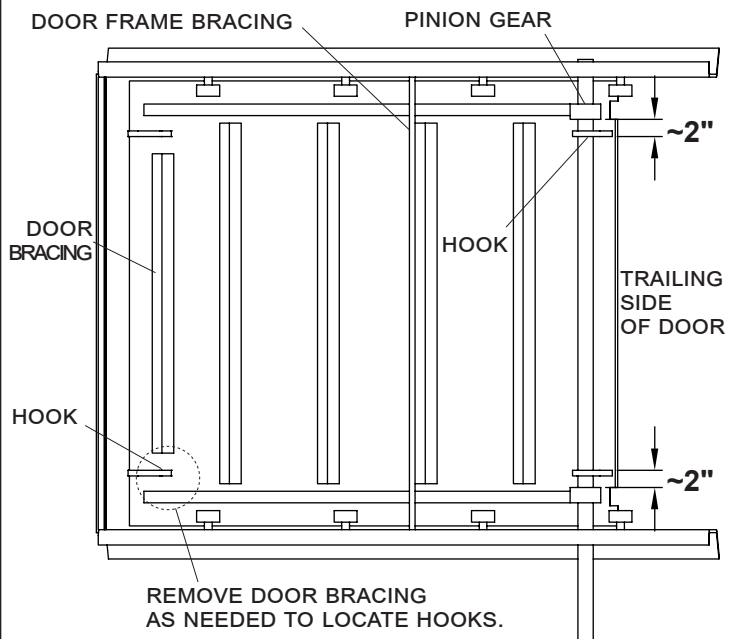 DOOR FRAME BRACING
PINION GEAR
~2"
DOOR
BRACING
HOOK
TRAILING
SIDE
OF DOOR
HOOK
~2"
REMOVE DOOR BRACING
AS NEEDED TO LOCATE HOOKS.